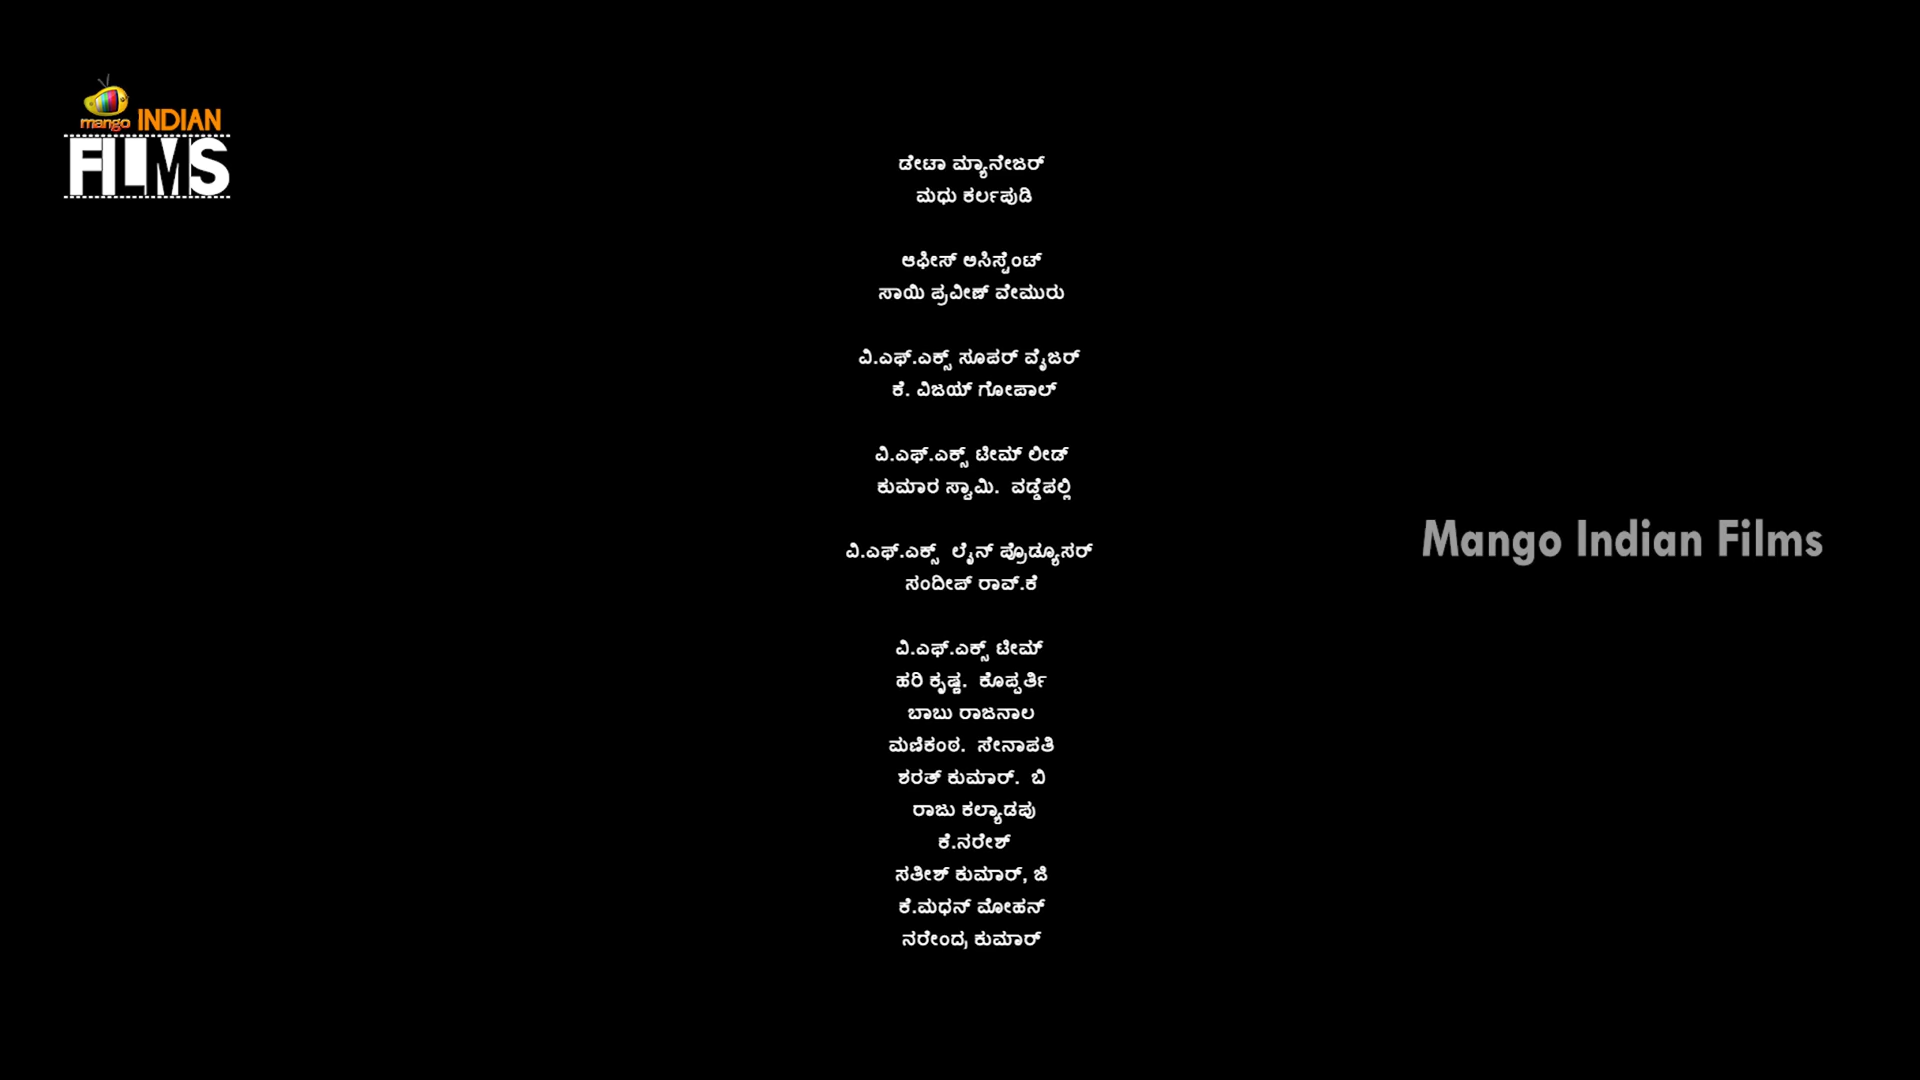 mango INDIAN
FILMS
ಡೇಟಾ ಮ್ಯಾನೇಜರ್
ಮಧು ಕರ್ಲಪುಡಿ
ಆಫೀಸ್ ಅಸಿಸ್ಟೆಂಟ್
ಸಾಯಿ ಪ್ರವೀಣ್ ವೇಮುರು
ವಿ.ಎಫ್.ಎಕ್ಸ್ ಸೂಪರ್ ವೈಜರ್
ಕೆ. ವಿಜಯ್ ಗೋಪಾಲ್
ವಿ.ಎಫ್.ಎಕ್ಸ್ ಟೀಮ್ ಲೀಡ್
ಕುಮಾರ ಸ್ವಾಮಿ. ವಡ್ಡೆಪಲ್ಲಿ
ವಿ.ಎಫ್.ಎಕ್ಸ್ ಲೈನ್ ಪ್ರೊಡ್ಯೂಸರ್
ಸಂದೀಪ್ ರಾವ್.ಕೆ
Mango Indian Films
ವಿ.ಎಫ್.ಎಕ್ಸ್ ಟೀಮ್
ಹರಿ ಕೃಷ್ಣ. ಕೊಪ್ಪರ್ತಿ
ಬಾಬು ರಾಜನಾಲ
ಮಣಿಕಂಠ. ಸೇನಾಪತಿ
ಶರತ್ ಕುಮಾರ್. ಬಿ
ರಾಜು ಕಲ್ಯಾಡಪು
ಕೆ.ನರೇಶ್
ಸತೀಶ್ ಕುಮಾರ್, ಜಿ
ಕೆ.ಮಧನ್ ಮೋಹನ್
ನರೇಂದ್ರ ಕುಮಾರ್